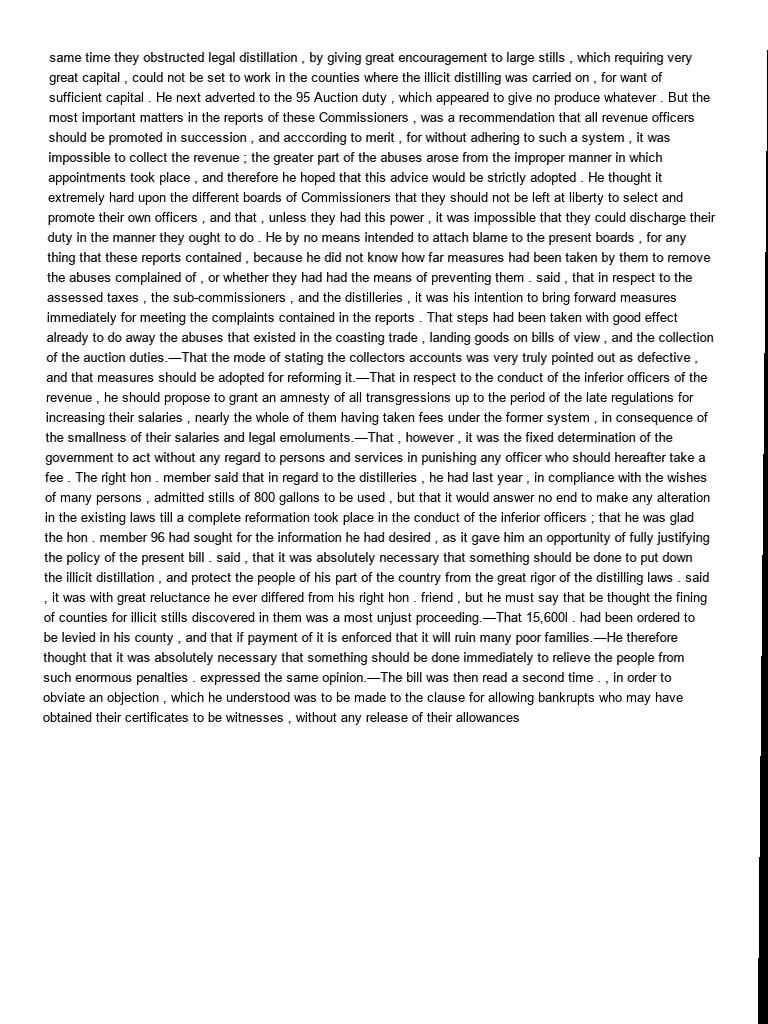 same time they obstructed legal distillation , by giving great encouragement to large stills , which requiring very
great capital , could not be set to work in the counties where the illicit distilling was carried on , for want of
sufficient capital . He next adverted to the 95 Auction duty , which appeared to give no produce whatever . But the
most important matters in the reports of these Commissioners , was a recommendation that all revenue officers
should be promoted in succession , and acccording to merit , for without adhering to such a system , it was
impossible to collect the revenue ; the greater part of the abuses arose from the improper manner in which
appointments took place , and therefore he hoped that this advice would be strictly adopted . He thought it
extremely hard upon the different boards of Commissioners that they should not be left at liberty to select and
promote their own officers , and that , unless they had this power , it was impossible that they could discharge their
duty in the manner they ought to do . He by no means intended to attach blame to the present boards , for any
thing that these reports contained , because he did not know how far measures had been taken by them to remove
the abuses complained of , or whether they had had the means of preventing them . said , that in respect to the
assessed taxes , the sub-commissioners , and the distilleries , it was his intention to bring forward measures
immediately for meeting the complaints contained in the reports . That steps had been taken with good effect
already to do away the abuses that existed in the coasting trade , landing goods on bills of view , and the collection
of the auction duties.—That the mode of stating the collectors accounts was very truly pointed out as defective ,
and that measures should be adopted for reforming it.—That in respect to the conduct of the inferior officers of the
revenue , he should propose to grant an amnesty of all transgressions up to the period of the late regulations for
increasing their salaries , nearly the whole of them having taken fees under the former system , in consequence of
the smallness of their salaries and legal emoluments.—That , however , it was the fixed determination of the
government to act without any regard to persons and services in punishing any officer who should hereafter take a
fee . The right hon . member said that in regard to the distilleries , he had last year , in compliance with the wishes
of many persons , admitted stills of 800 gallons to be used , but that it would answer no end to make any alteration
in the existing laws till a complete reformation took place in the conduct of the inferior officers ; that he was glad
the hon . member 96 had sought for the information he had desired , as it gave him an opportunity of fully justifying
the policy of the present bill . said , that it was absolutely necessary that something should be done to put down
the illicit distillation , and protect the people of his part of the country from the great rigor of the distilling laws . said
, it was with great reluctance he ever differed from his right hon . friend , but he must say that be thought the fining
of counties for illicit stills discovered in them was a most unjust proceeding.—That 15,600l . had been ordered to
be levied in his county , and that if payment of it is enforced that it will ruin many poor families.—He therefore
thought that it was absolutely necessary that something should be done immediately to relieve the people from
such enormous penalties . expressed the same opinion.—The bill was then read a second time . , in order to
obviate an objection , which he understood was to be made to the clause for allowing bankrupts who may have
obtained their certificates to be witnesses , without any release of their allowances